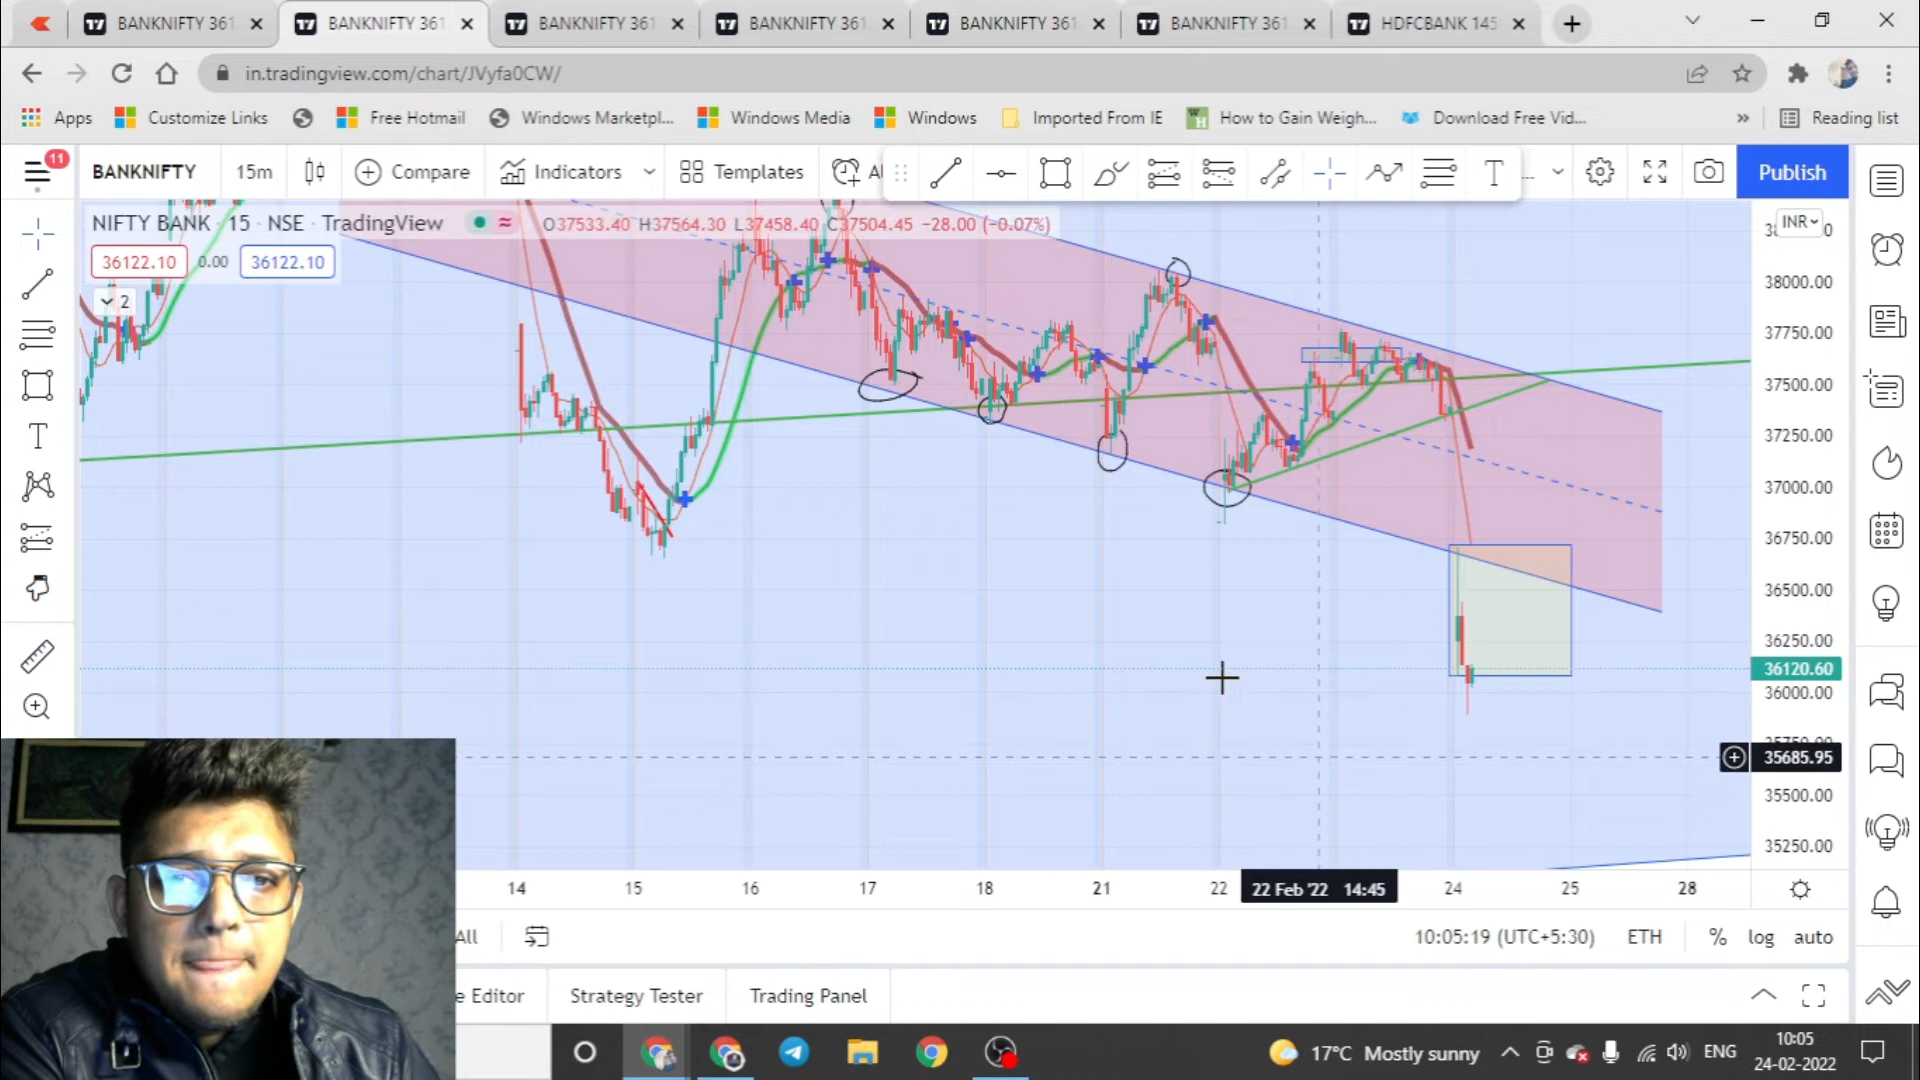 BANKNIFTY 361
BANKNIFTY 361
BANKNIFTY 361
BANKNIFTY 361
BANKNIFTY 361
BANKNIFTY 361
HDFCBANK 145
in.tradingview.com/chart/JVyfa0CW/
Apps Customize Links Free Hotmail Windows Marketpl... Windows Media Windows Imported From IE How to Gain Weigh... Download Free Vid... » Reading list
11
BANKNIFTY 15m Compare Indicators Templates Al T ... Publish
NIFTY BANK · 15 · NSE · TradingView O37533.40 H37564.30 L37458.40 C37504.45 −28.00 (−0.07%)
INR
36122.10 0.00 36122.10
2
38000.00
37750.00
37500.00
37250.00
37000.00
36750.00
36500.00
36250.00
36120.60
36000.00
35685.95
35500.00
35250.00
14 15 16 17 18 21 22 22 Feb '22 14:45 24 25 28
All 10:05:19 (UTC+5:30) ETH % log auto
e Editor Strategy Tester Trading Panel
17°C Mostly sunny ENG 10:05
24-02-2022